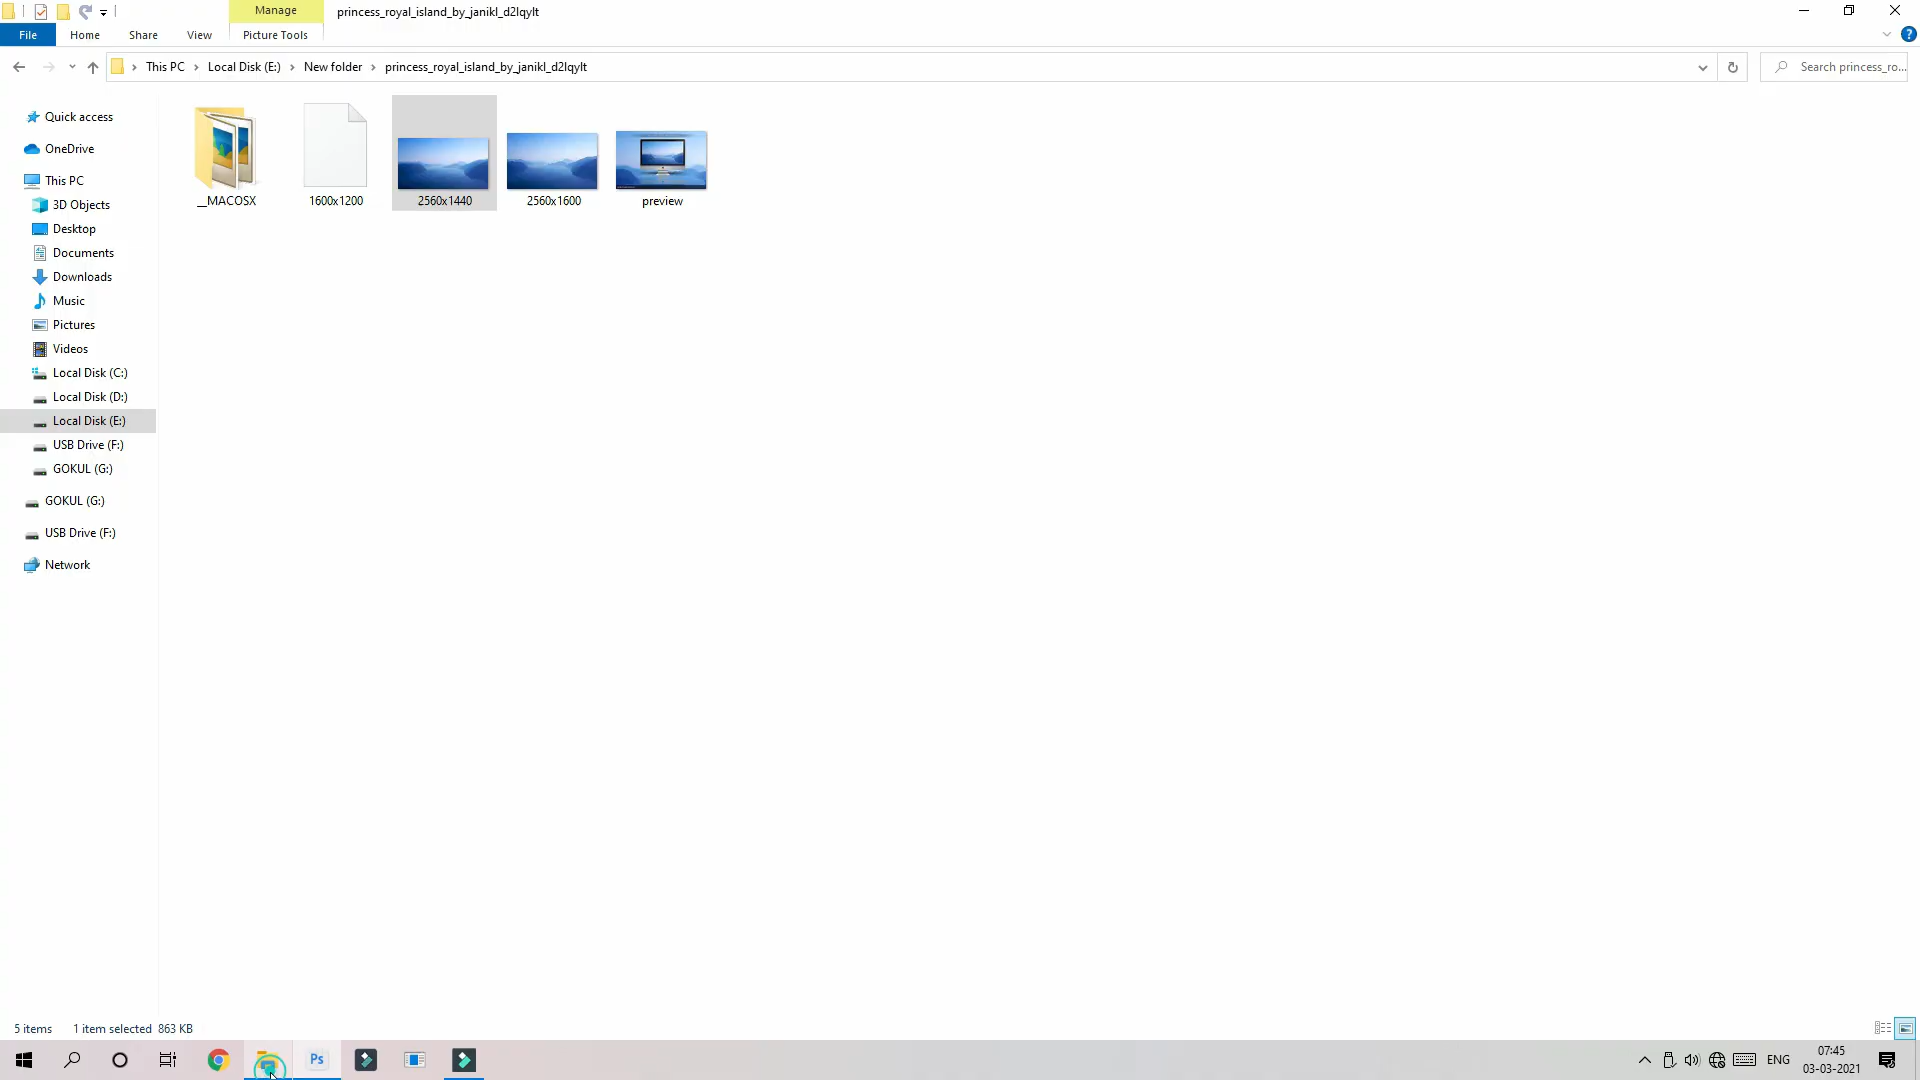 Manage
princess_royal_island_by_janikl_d2lqylt
File
Home
Share
View
Picture Tools
This PC
Local Disk (E:)
New folder
princess_royal_island_by_janikl_d2lqylt
Search princess_ro...
Quick access
OneDrive
This PC
3D Objects
Desktop
Documents
Downloads
Music
Pictures
Videos
Local Disk (C:)
Local Disk (D:)
Local Disk (E:)
USB Drive (F:)
GOKUL (G:)
GOKUL (G:)
USB Drive (F:)
Network
__MACOSX
1600x1200
2560x1440
2560x1600
preview
5 items
1 item selected 863 KB
Ps
ENG
07:45
03-03-2021